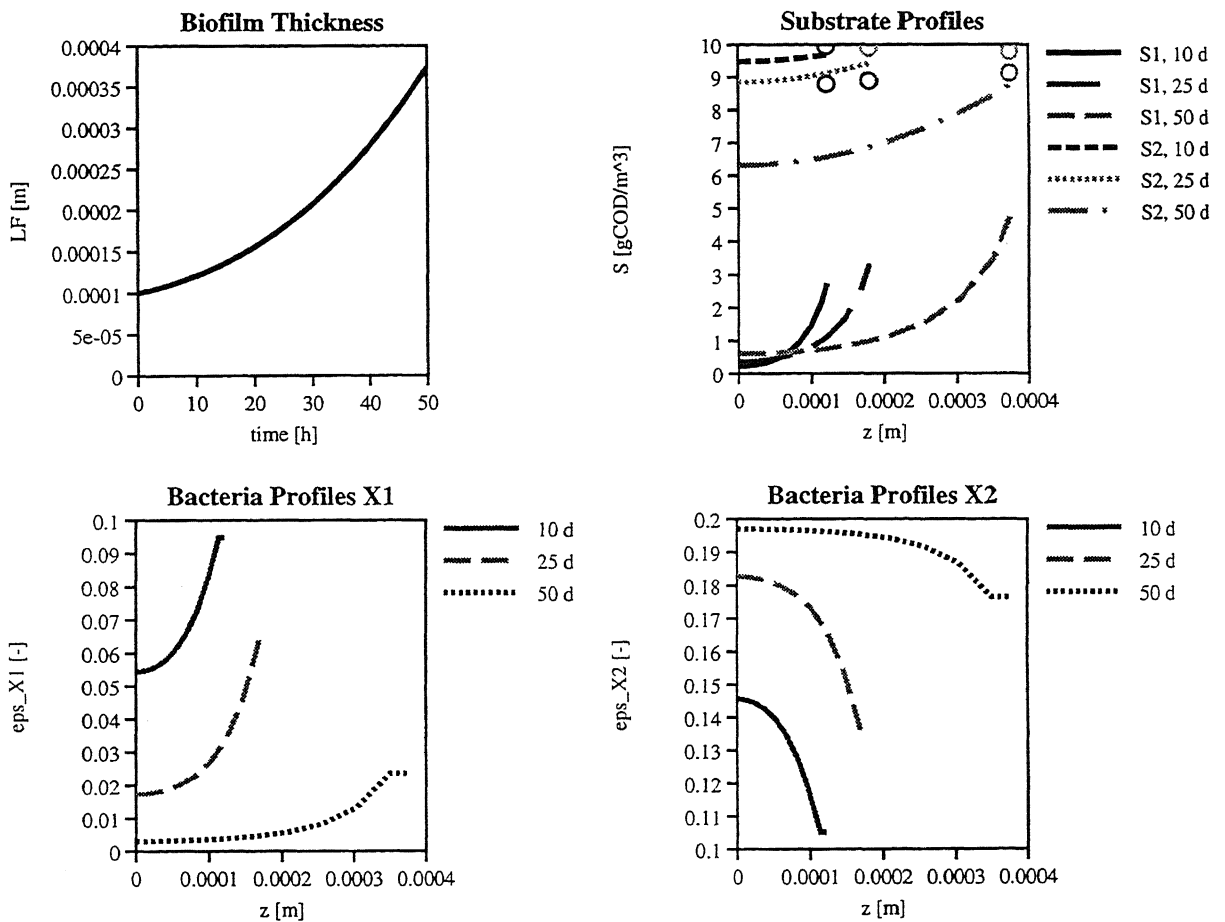 Biofilm Thickness
LF [m]
0.0004
0.00035
0.0003
0.00025
0.0002
0.00015
0.0001
5e-05
0
0 10 20 30 40 50
time [h]
Substrate Profiles
S [gCOD/m^3]
10
9
8
7
6
5
4
3
2
1
0
0 0.0001 0.0002 0.0003 0.0004
z [m]
S1, 10 d
S1, 25 d
S1, 50 d
S2, 10 d
S2, 25 d
S2, 50 d
Bacteria Profiles X1
eps_X1 [-]
0.1
0.09
0.08
0.07
0.06
0.05
0.04
0.03
0.02
0.01
0
0 0.0001 0.0002 0.0003 0.0004
z [m]
10 d
25 d
50 d
Bacteria Profiles X2
eps_X2 [-]
0.2
0.19
0.18
0.17
0.16
0.15
0.14
0.13
0.12
0.11
0.1
0 0.0001 0.0002 0.0003 0.0004
z [m]
10 d
25 d
50 d